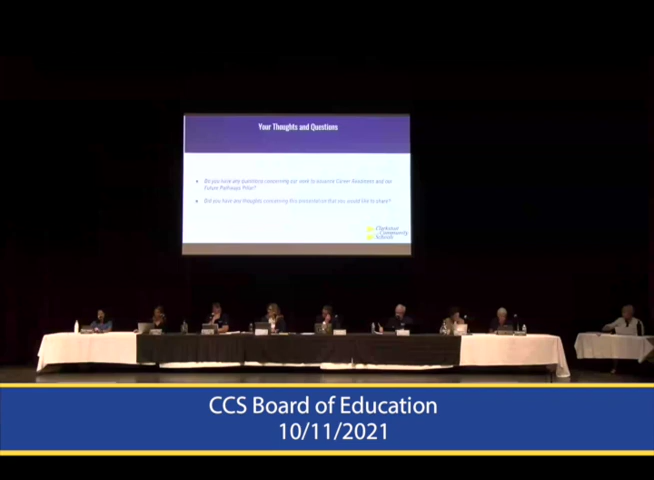 Your Thoughts and Questions
Did you have any questions concerning our work to advance Career Awareness and our
Future Pathways Pillar?
Did you have any thoughts concerning this presentation that you would like to share?
Clarkston
Community
Schools
CCS Board of Education
10/11/2021